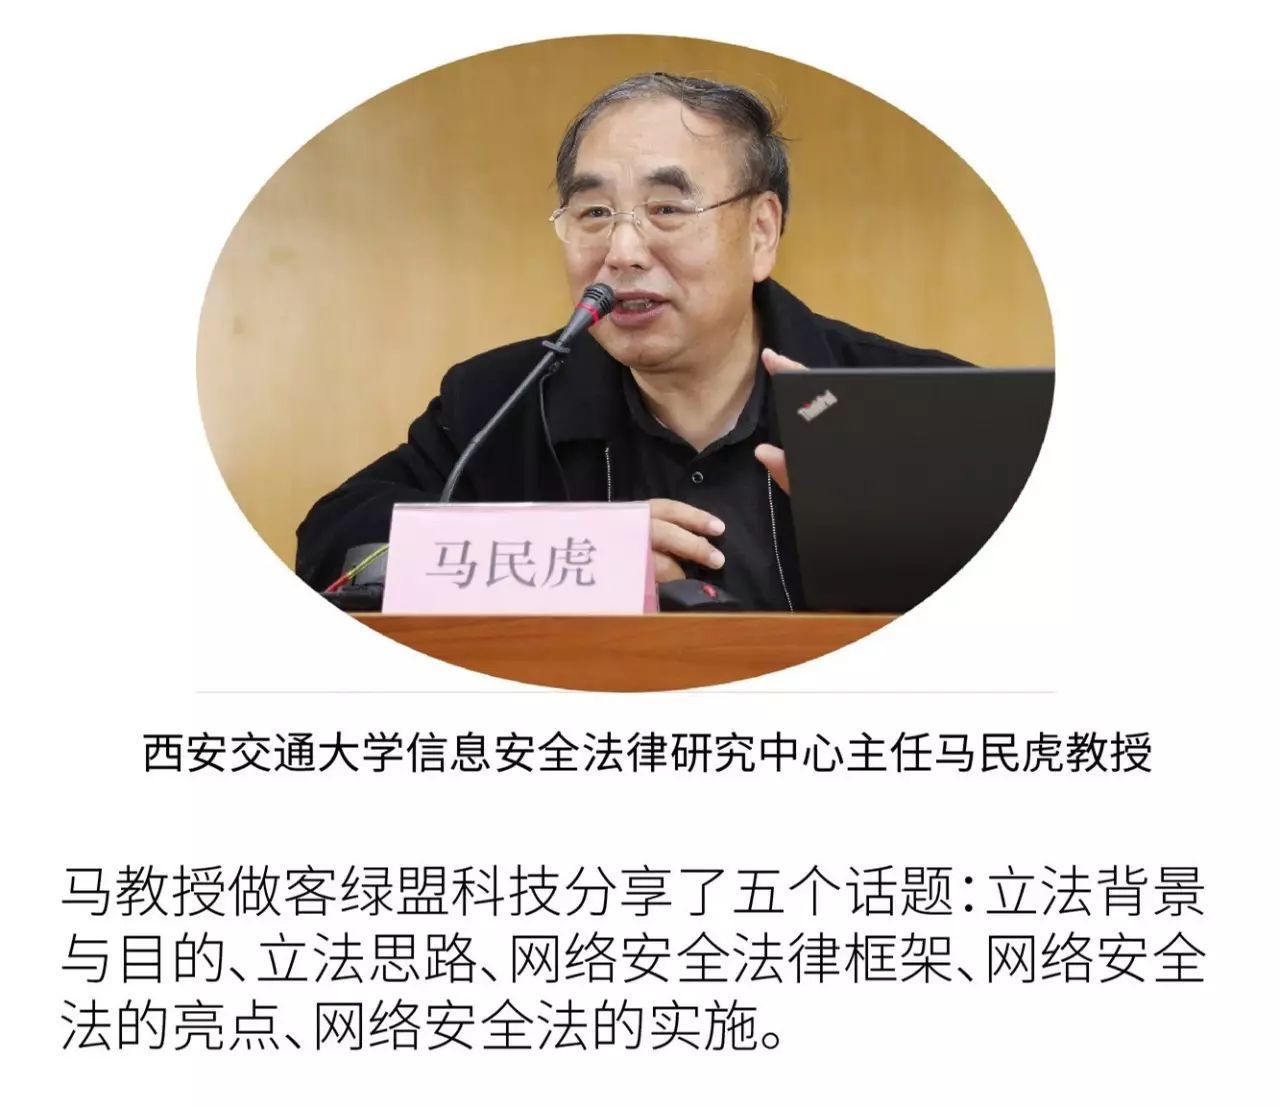 ThinkPad
马民虎
西安交通大学信息安全法律研究中心主任马民虎教授
马教授做客绿盟科技分享了五个话题：立法背景
与目的、立法思路、网络安全法律框架、网络安全
法的亮点、网络安全法的实施。